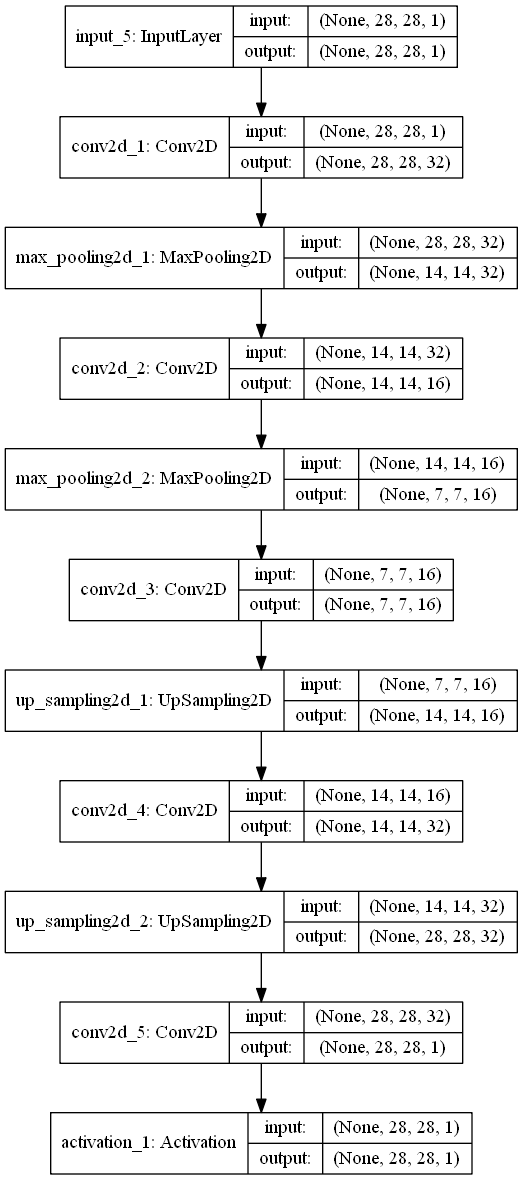 input_5: InputLayer
input: (None, 28, 28, 1)
output: (None, 28, 28, 1)
conv2d_1: Conv2D
input: (None, 28, 28, 1)
output: (None, 28, 28, 32)
max_pooling2d_1: MaxPooling2D
input: (None, 28, 28, 32)
output: (None, 14, 14, 32)
conv2d_2: Conv2D
input: (None, 14, 14, 32)
output: (None, 14, 14, 16)
max_pooling2d_2: MaxPooling2D
input: (None, 14, 14, 16)
output: (None, 7, 7, 16)
conv2d_3: Conv2D
input: (None, 7, 7, 16)
output: (None, 7, 7, 16)
up_sampling2d_1: UpSampling2D
input: (None, 7, 7, 16)
output: (None, 14, 14, 16)
conv2d_4: Conv2D
input: (None, 14, 14, 16)
output: (None, 14, 14, 32)
up_sampling2d_2: UpSampling2D
input: (None, 14, 14, 32)
output: (None, 28, 28, 32)
conv2d_5: Conv2D
input: (None, 28, 28, 32)
output: (None, 28, 28, 1)
activation_1: Activation
input: (None, 28, 28, 1)
output: (None, 28, 28, 1)